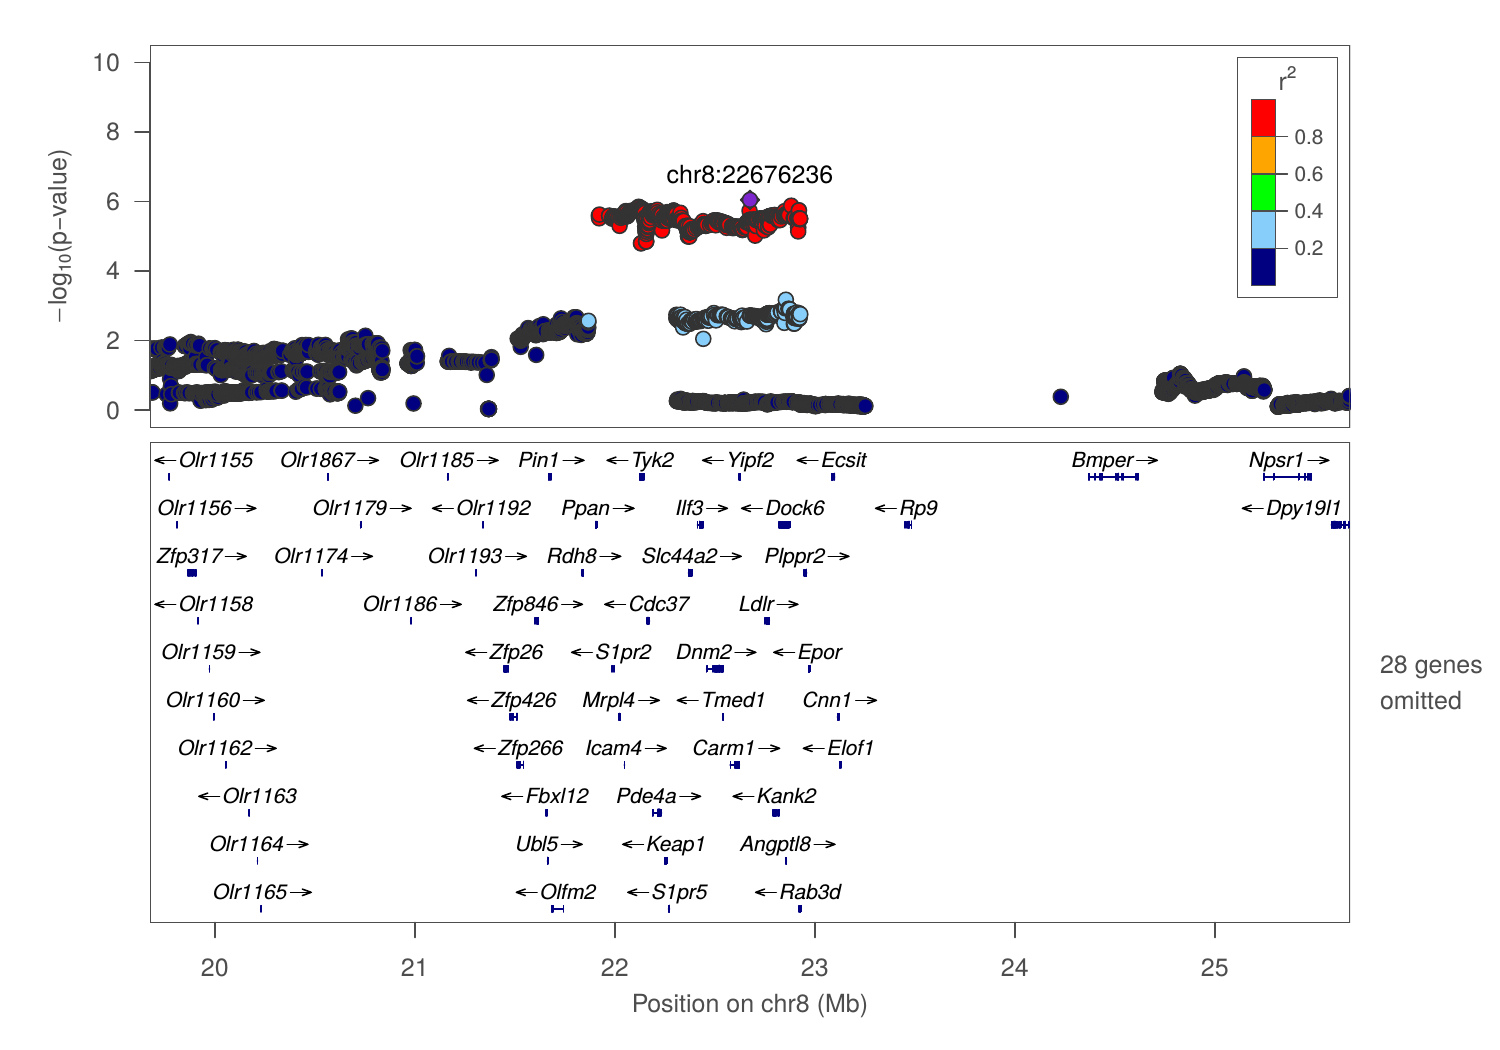 10
8
6
4
2
0
−log10(p−value)
chr8:22676236
r2
0.8
0.6
0.4
0.2
←Olr1155 Olr1867→ Olr1185→ Pin1→ ←Tyk2 ←Yipf2 ←Ecsit Bmper→ Npsr1→
Olr1156→ Olr1179→ ←Olr1192 Ppan→ Ilf3→ ←Dock6 ←Rp9 ←Dpy19l1
Zfp317→ Olr1174→ Olr1193→ Rdh8→ Slc44a2→ Plppr2→
←Olr1158 Olr1186→ Zfp846→ ←Cdc37 Ldlr→
Olr1159→ ←Zfp26 ←S1pr2 Dnm2→ ←Epor
Olr1160→ ←Zfp426 Mrpl4→ ←Tmed1 Cnn1→
Olr1162→ ←Zfp266 Icam4→ Carm1→ ←Elof1
←Olr1163 ←Fbxl12 Pde4a→ ←Kank2
Olr1164→ Ubl5→ ←Keap1 Angptl8→
Olr1165→ ←Olfm2 ←S1pr5 ←Rab3d
28 genes
omitted
20 21 22 23 24 25
Position on chr8 (Mb)